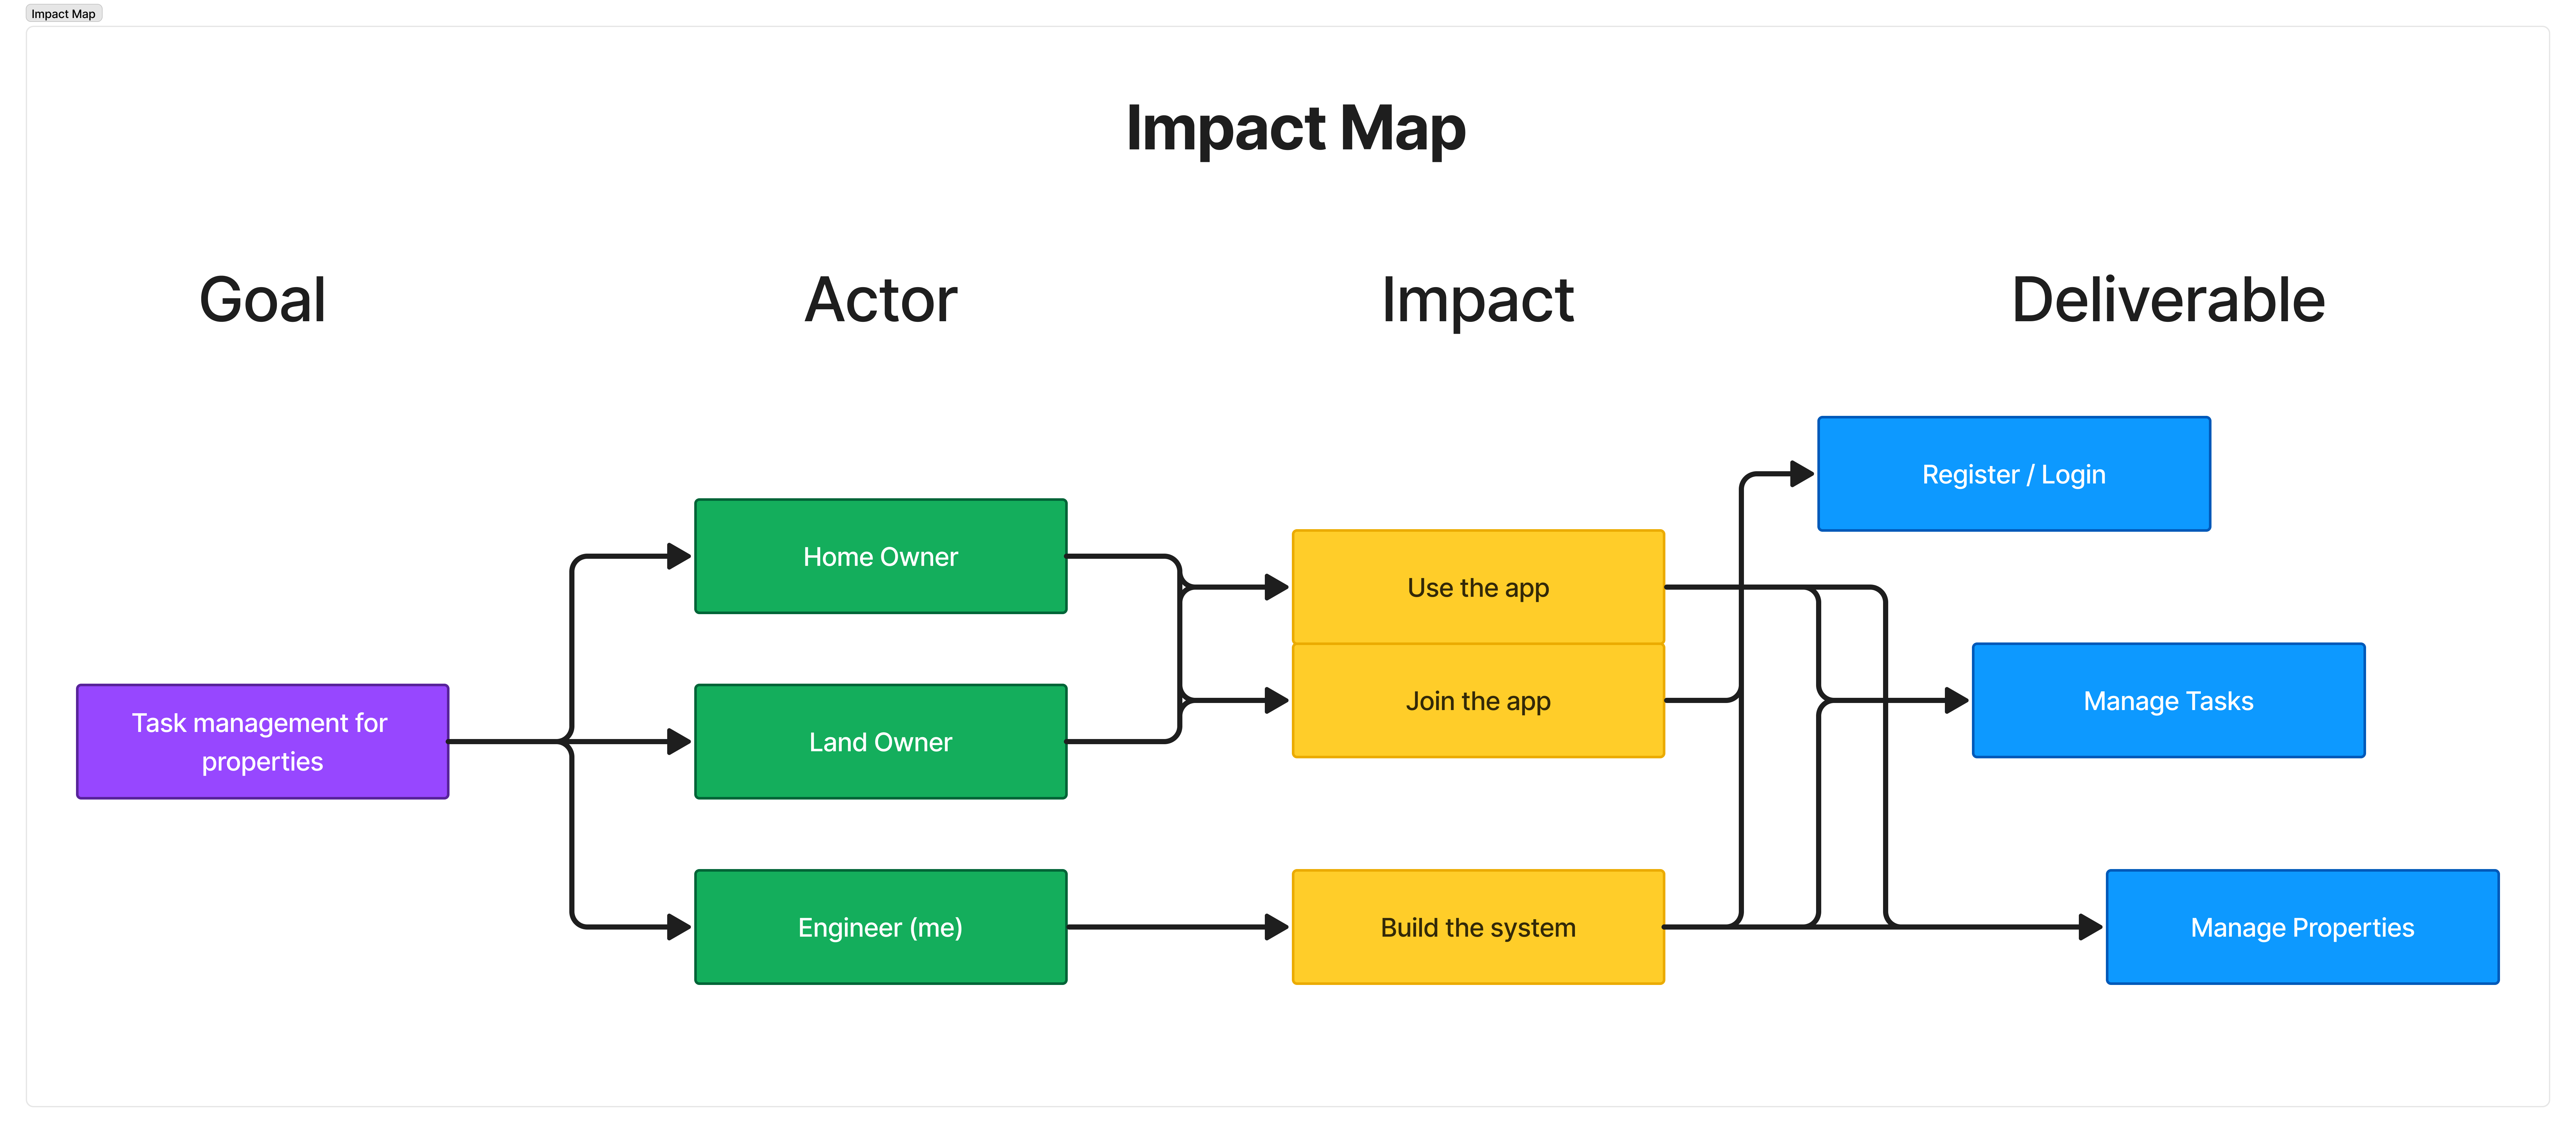 Impact Map
Impact Map
Goal
Actor
Impact
Deliverable
Register / Login
Home Owner
Use the app
Task management for
properties
Land Owner
Join the app
Manage Tasks
Engineer (me)
Build the system
Manage Properties